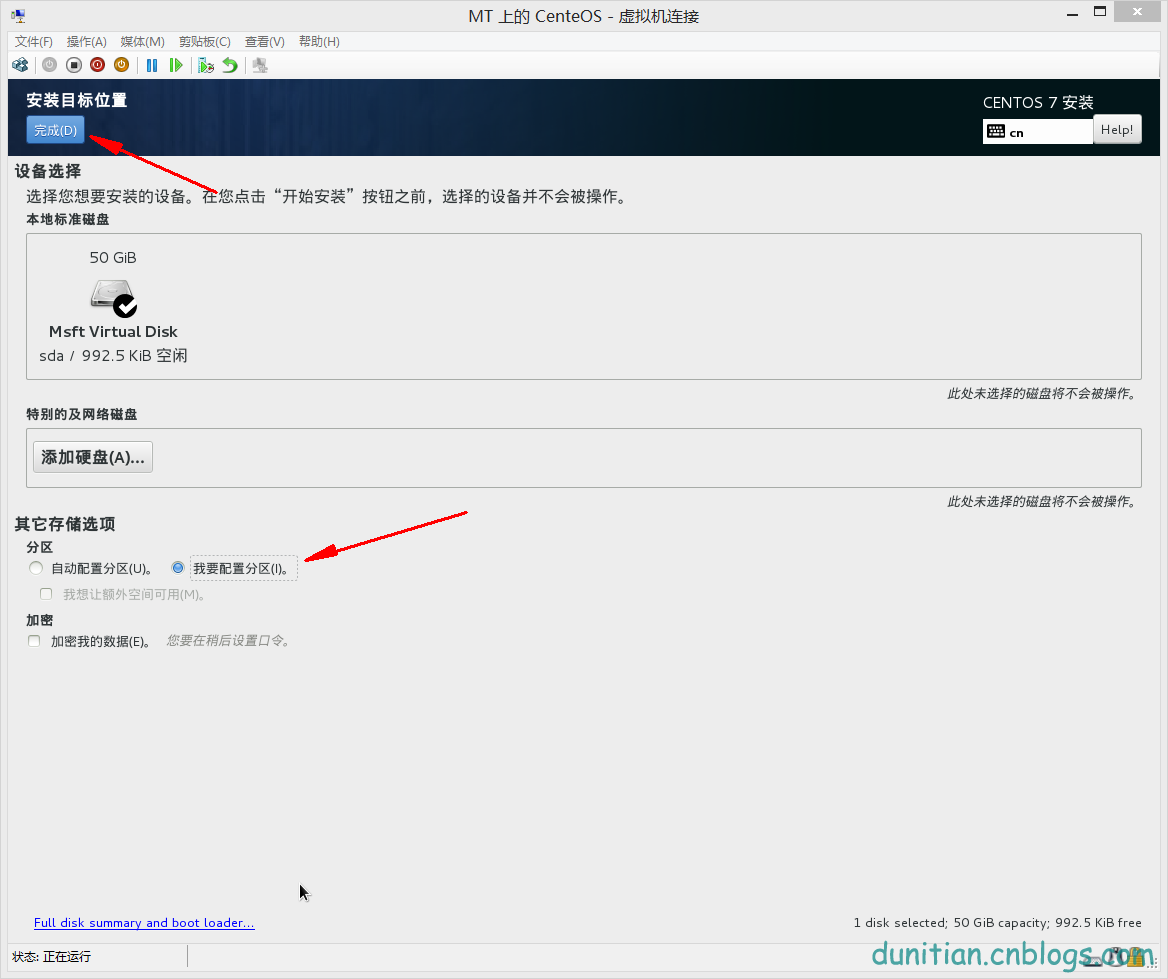 MT 上的 CenteOS - 虚拟机连接
文件(F) 操作(A) 媒体(M) 剪贴板(C) 查看(V) 帮助(H)
安装目标位置
CENTOS 7 安装
完成(D)
cn
Help!
设备选择
选择您想要安装的设备。在您点击“开始安装”按钮之前，选择的设备并不会被操作。
本地标准磁盘
50 GiB
Msft Virtual Disk
sda / 992.5 KiB 空闲
此处未选择的磁盘将不会被操作。
特别的及网络磁盘
添加硬盘(A)...
此处未选择的磁盘将不会被操作。
其它存储选项
分区
自动配置分区(U)。 我要配置分区(I)。
我想让额外空间可用(M)。
加密
加密我的数据(E)。 您要在稍后设置口令。
Full disk summary and boot loader...
1 disk selected; 50 GiB capacity; 992.5 KiB free
状态: 正在运行
dunitian.cnblogs.com